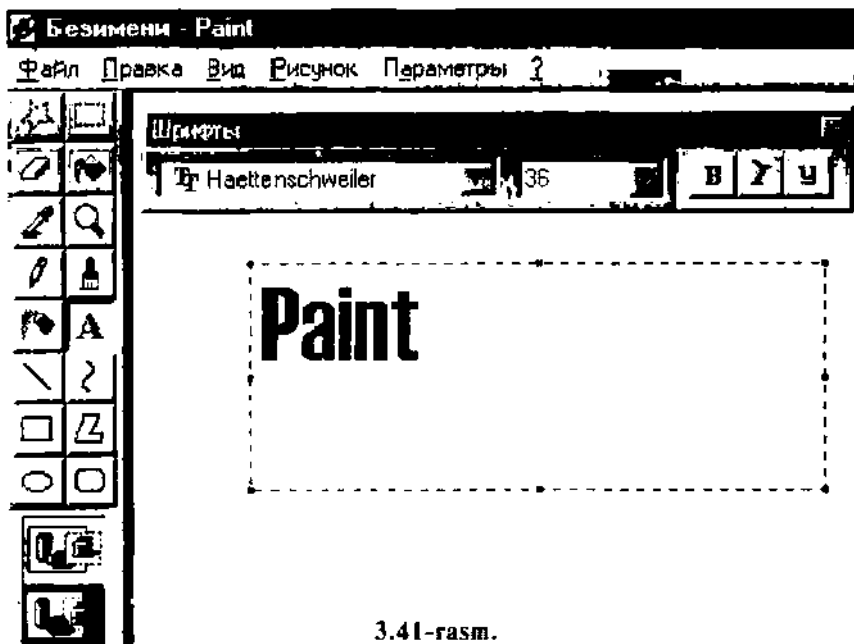 Безимени - Paint
Файл Правка Вид Рисунок Параметры ?
Шрифты
Haettenschweiler 36 B У Ч
A
Paint
3.41-rasm.